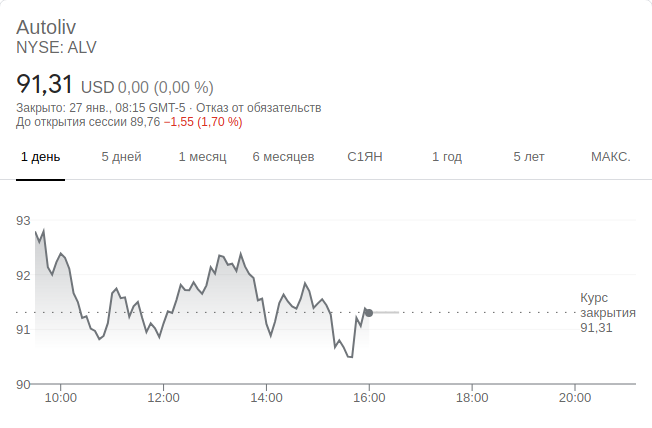 Autoliv
NYSE: ALV
91,31 USD 0,00 (0,00 %)
Закрыто: 27 янв., 08:15 GMT-5 · Отказ от обязательств
До открытия сессии 89,76 −1,55 (1,70 %)
1 день 5 дней 1 месяц 6 месяцев С1ЯН 1 год 5 лет МАКС.
93
92
91
90
Курс
закрытия
91,31
10:00 12:00 14:00 16:00 18:00 20:00